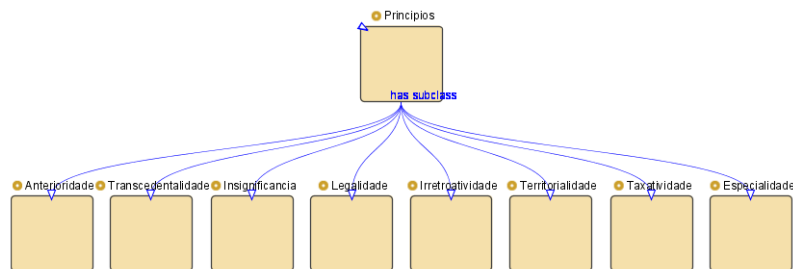 Principios
has subclass
Anterioridade
Transcedentalidade
Insignificancia
Legalidade
Irretroatividade
Territorialidade
Taxatividade
Especialidade